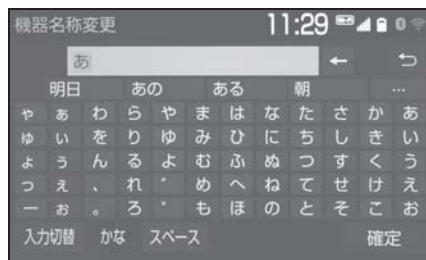 機器名称変更 11:29
あ
明日 あの ある 朝 ...
ゃ ぁ わ ら や ま は な た さ か あ
ゅ ぃ を り ゆ み ひ に ち し き い
ょ ぅ ん る よ む ふ ぬ つ す く う
っ ぇ 、 れ ゛ め へ ね て せ け え
ー ぉ 。 ろ ゜ も ほ の と そ こ お
入力切替 かな スペース 確定